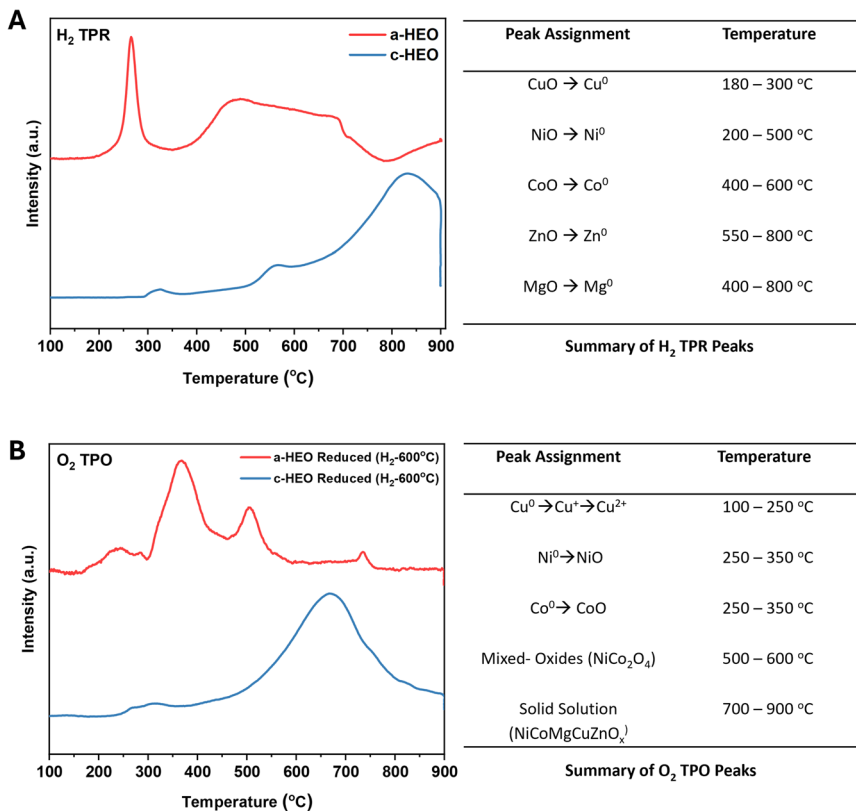 A
H₂ TPR
a-HEO
c-HEO
Intensity (a.u.)
100 200 300 400 500 600 700 800 900
Temperature (°C)
Peak Assignment Temperature
CuO → Cu⁰ 180 – 300 °C
NiO → Ni⁰ 200 – 500 °C
CoO → Co⁰ 400 – 600 °C
ZnO → Zn⁰ 550 – 800 °C
MgO → Mg⁰ 400 – 800 °C
Summary of H₂ TPR Peaks
B
O₂ TPO
a-HEO Reduced (H₂-600°C)
c-HEO Reduced (H₂-600°C)
Intensity (a.u.)
100 200 300 400 500 600 700 800 900
Temperature (°C)
Peak Assignment Temperature
Cu⁰→Cu⁺→Cu²⁺ 100 – 250 °C
Ni⁰→NiO 250 – 350 °C
Co⁰→ CoO 250 – 350 °C
Mixed- Oxides (NiCo₂O₄) 500 – 600 °C
Solid Solution 700 – 900 °C
(NiCoMgCuZnOₓ⁾
Summary of O₂ TPO Peaks